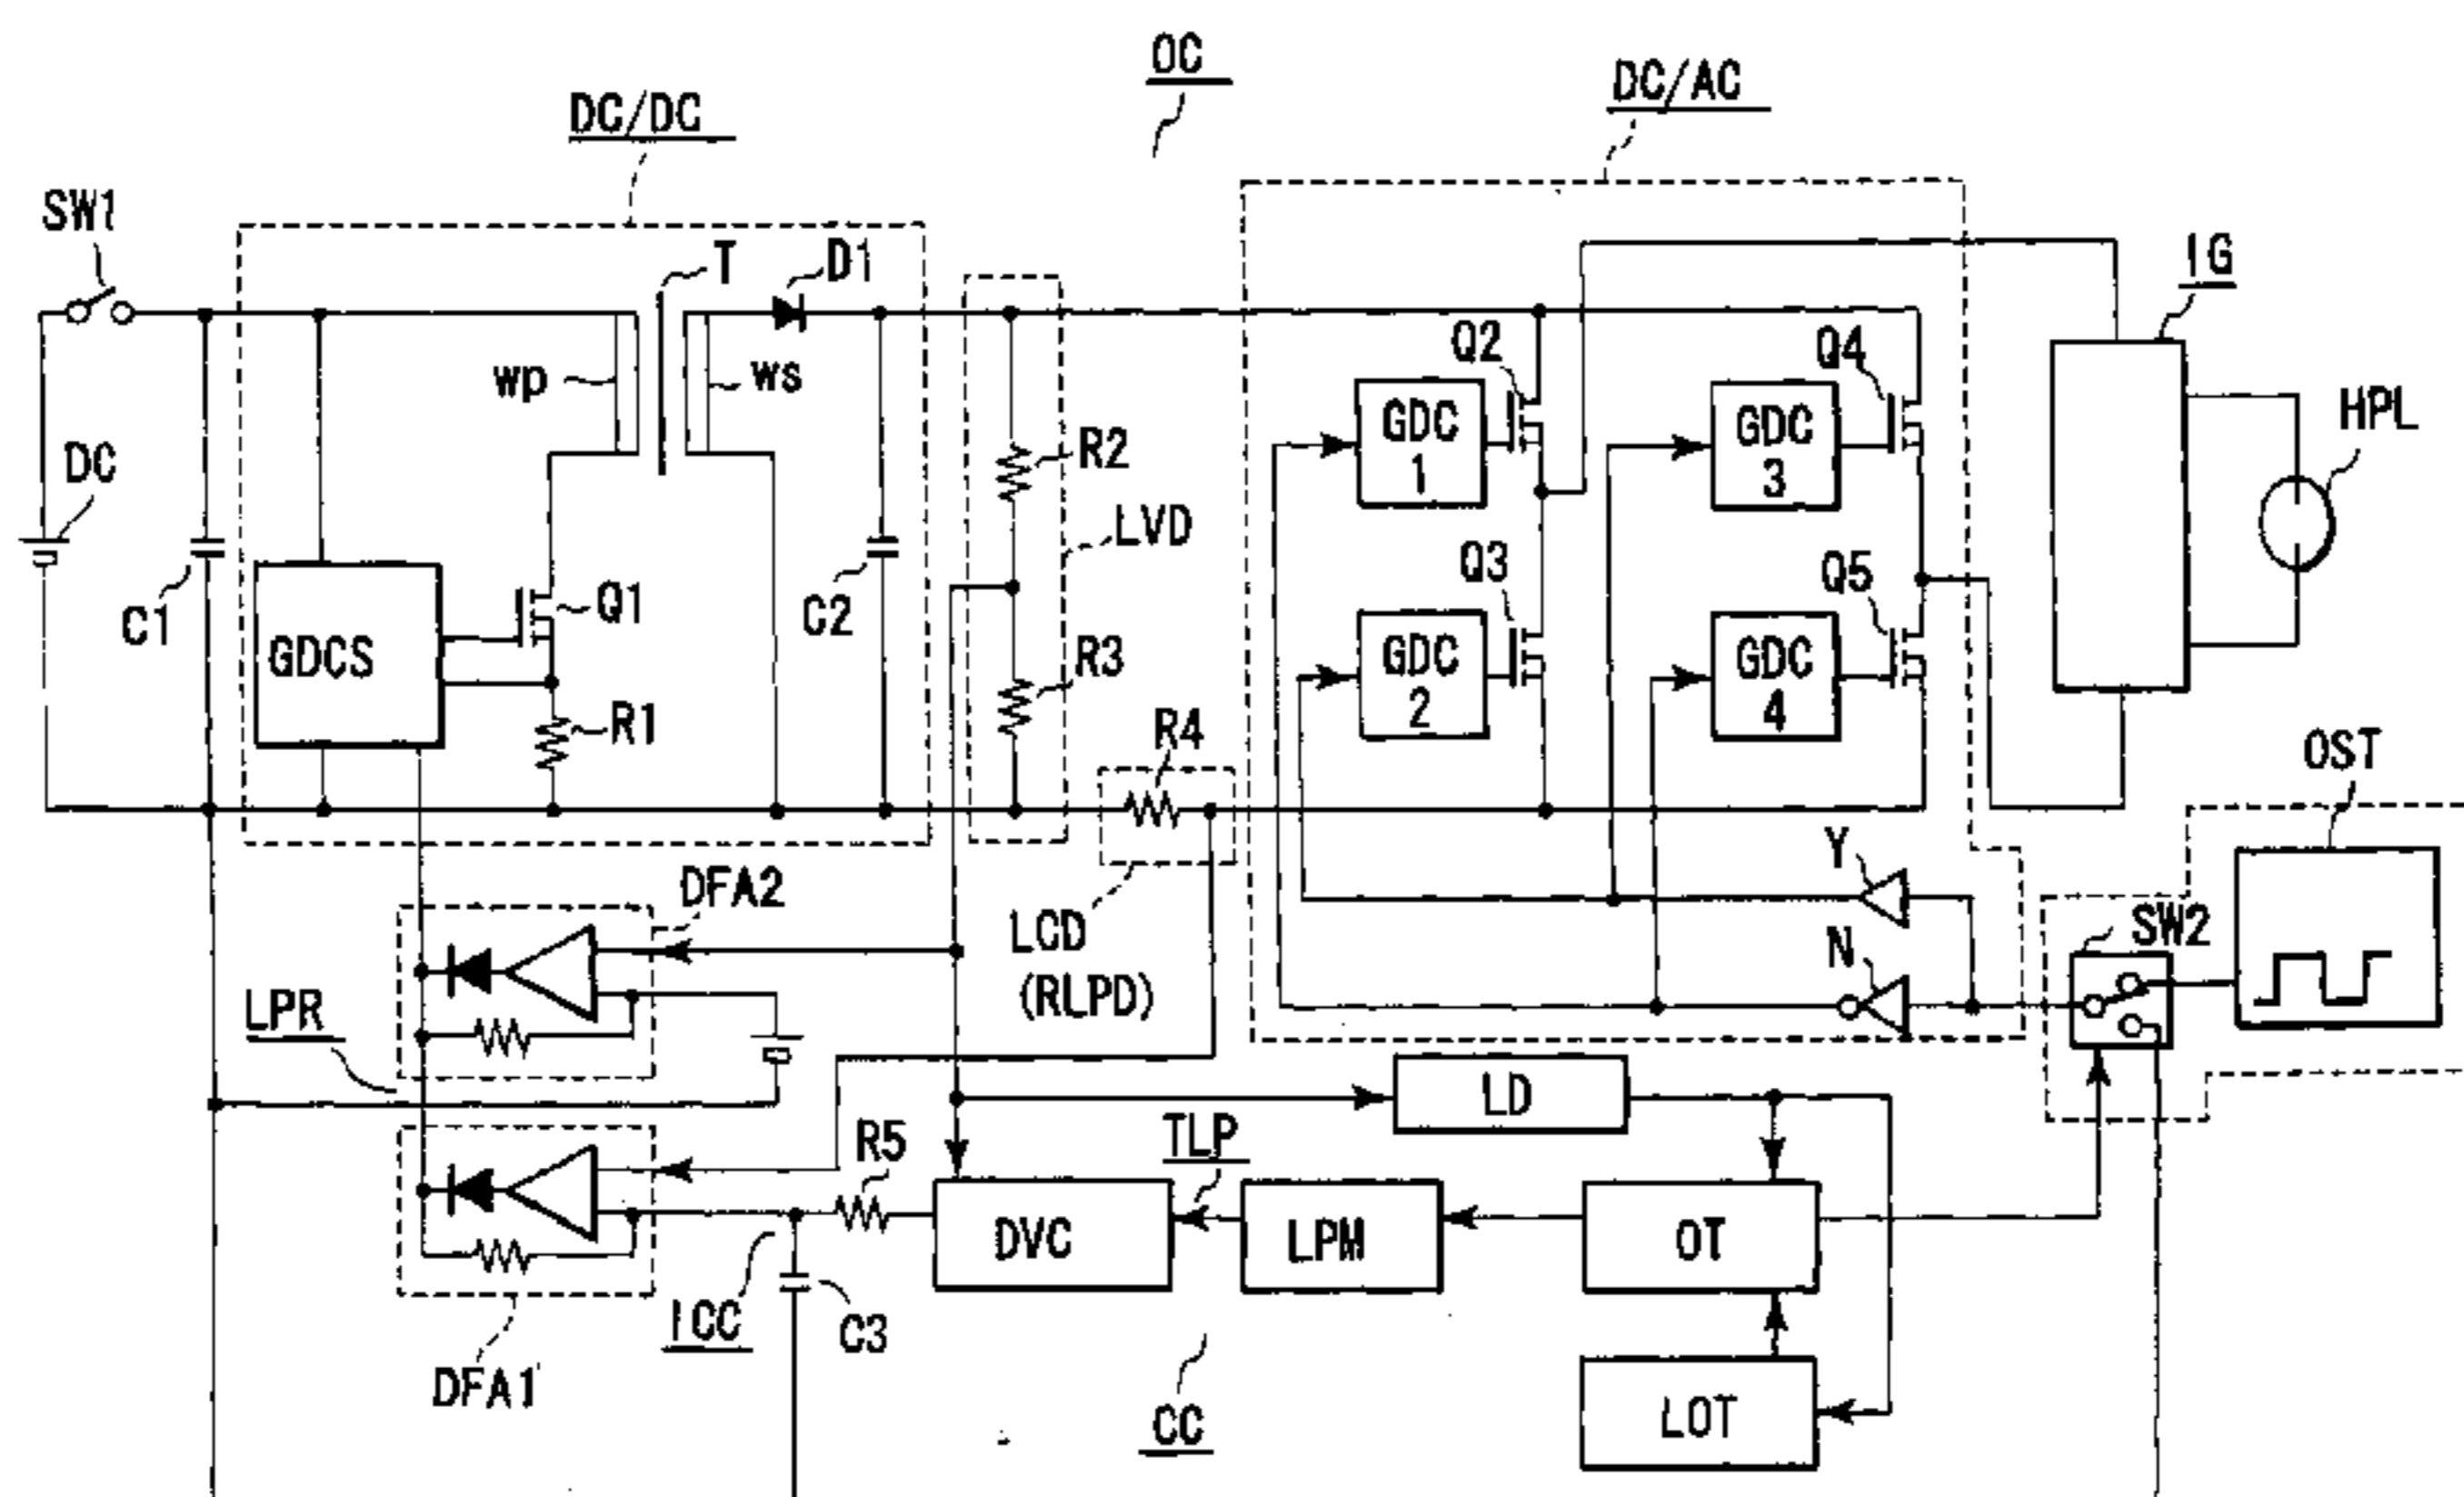 OC
DC/DC
DC/AC
SW1
T
D1
IG
wp
ws
Q2
Q4
GDC
1
GDC
3
HPL
DC
R2
LVD
C1
Q1
C2
Q3
Q5
GDCS
R3
GDC
2
GDC
4
R1
R4
OST
Y
DFA2
LCD
(RLPD)
SW2
N
LPR
LD
R5
TLP
DVC
LPM
OT
ICC
C3
DFA1
CC
LOT